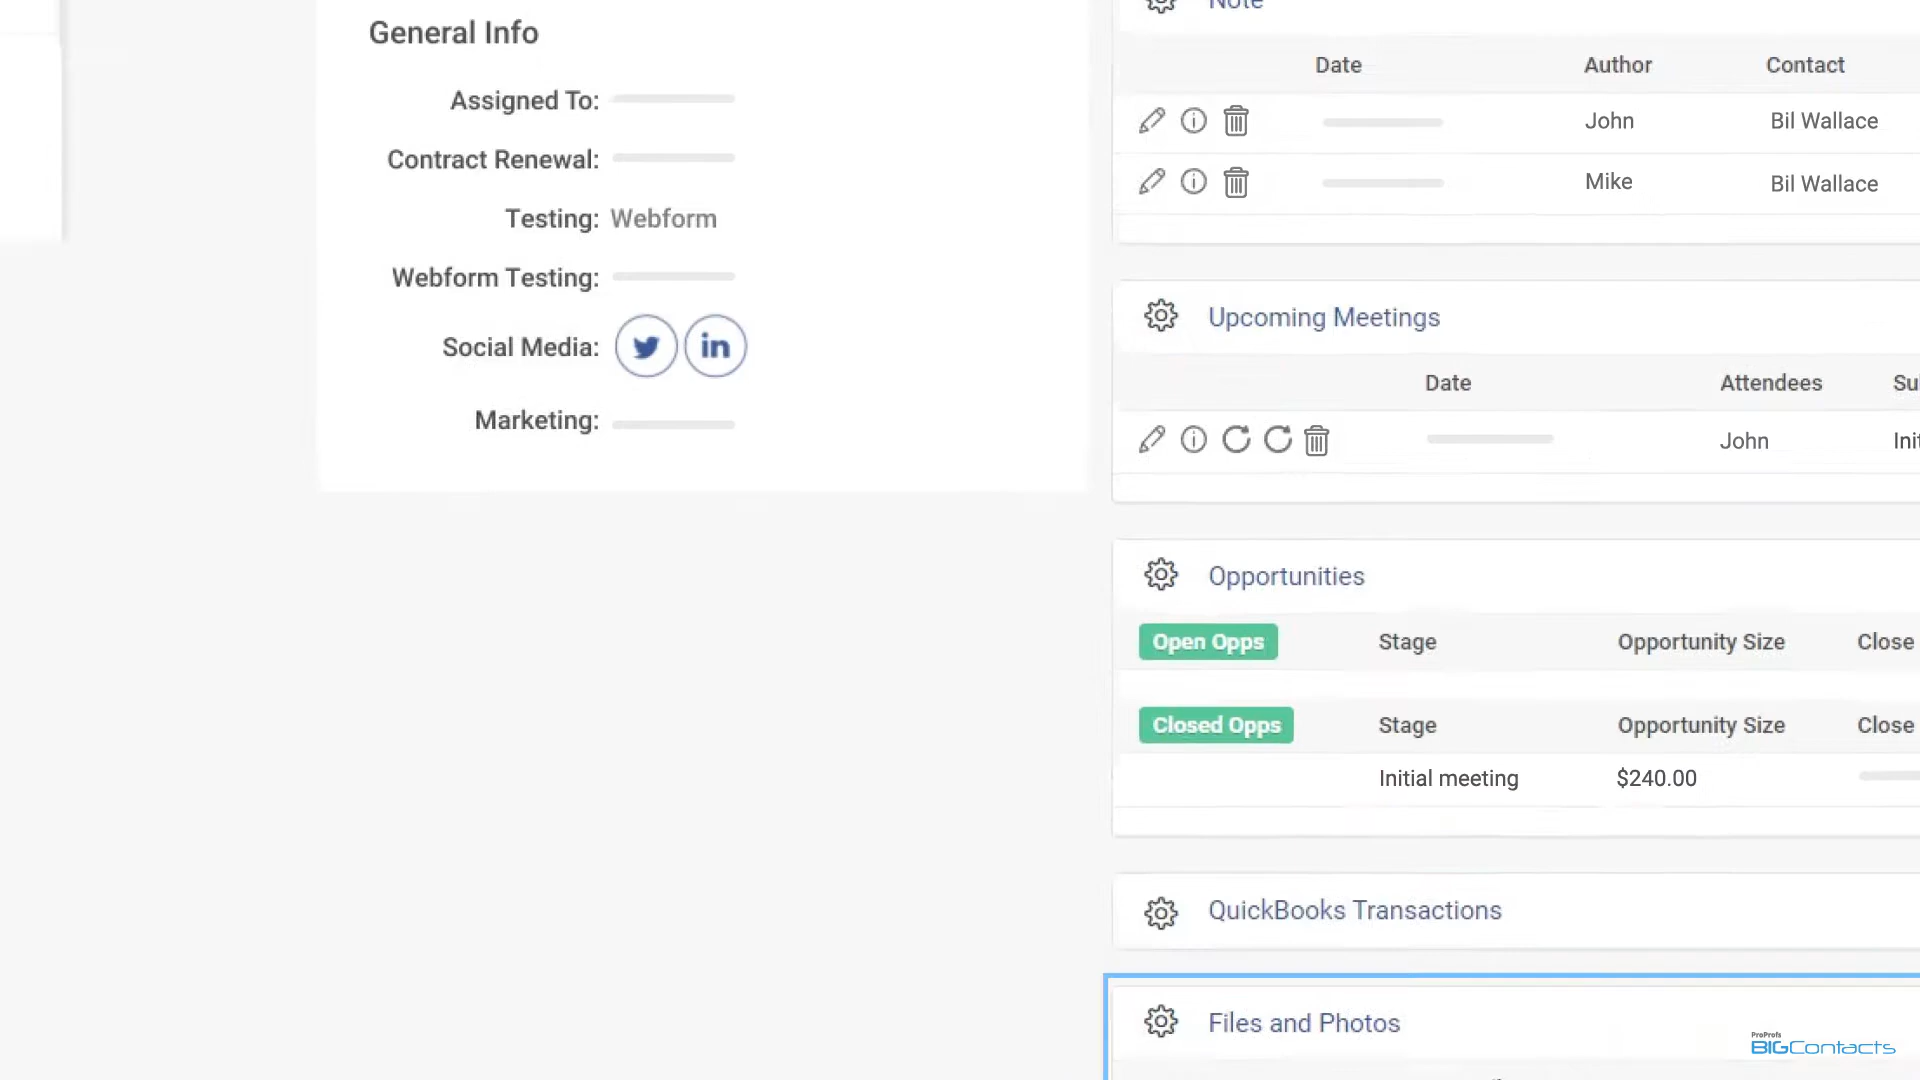 General Info
Assigned To:
Contract Renewal:
Testing: Webform
Webform Testing:
Social Media: in
Marketing:
Note
Date Author Contact
John Bil Wallace
Mike Bil Wallace
Upcoming Meetings
Date Attendees Su
John Init
Opportunities
Open Opps Stage Opportunity Size Close
Closed Opps Stage Opportunity Size Close
Initial meeting $240.00
QuickBooks Transactions
Files and Photos
ProProfs
BIGContacts